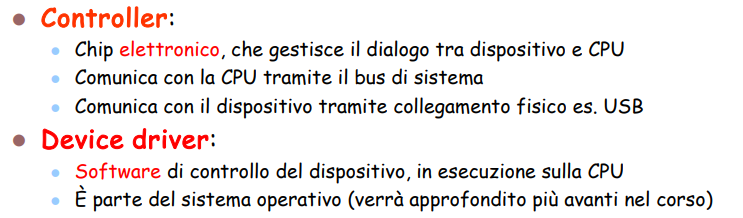 Controller:
Chip elettronico, che gestisce il dialogo tra dispositivo e CPU
Comunica con la CPU tramite il bus di sistema
Comunica con il dispositivo tramite collegamento fisico es. USB
Device driver:
Software di controllo del dispositivo, in esecuzione sulla CPU
È parte del sistema operativo (verrà approfondito più avanti nel corso)